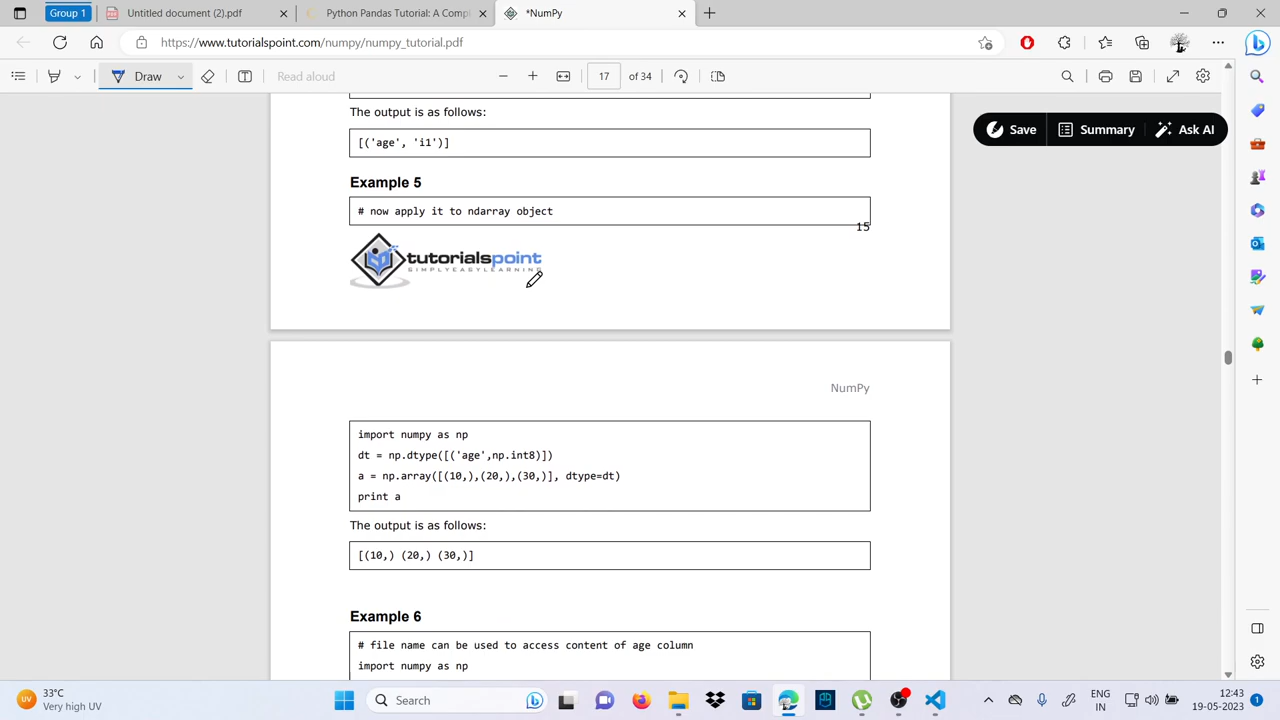 Group 1
Untitled document (2).pdf
Python Pandas Tutorial: A Compl
*NumPy
https://www.tutorialspoint.com/numpy/numpy_tutorial.pdf
Draw
Read aloud
17 of 34
Save
Summary
Ask AI
The output is as follows:
[('age', 'i1')]
Example 5
# now apply it to ndarray object
15
tutorialspoint
SIMPLYEASYLEARNING
NumPy
import numpy as np
dt = np.dtype([('age',np.int8)])
a = np.array([(10,),(20,),(30,)], dtype=dt)
print a
The output is as follows:
[(10,) (20,) (30,)]
Example 6
# file name can be used to access content of age column
import numpy as np
33°C
Very high UV
UV
Search
ENG
IN
12:43
19-05-2023
1